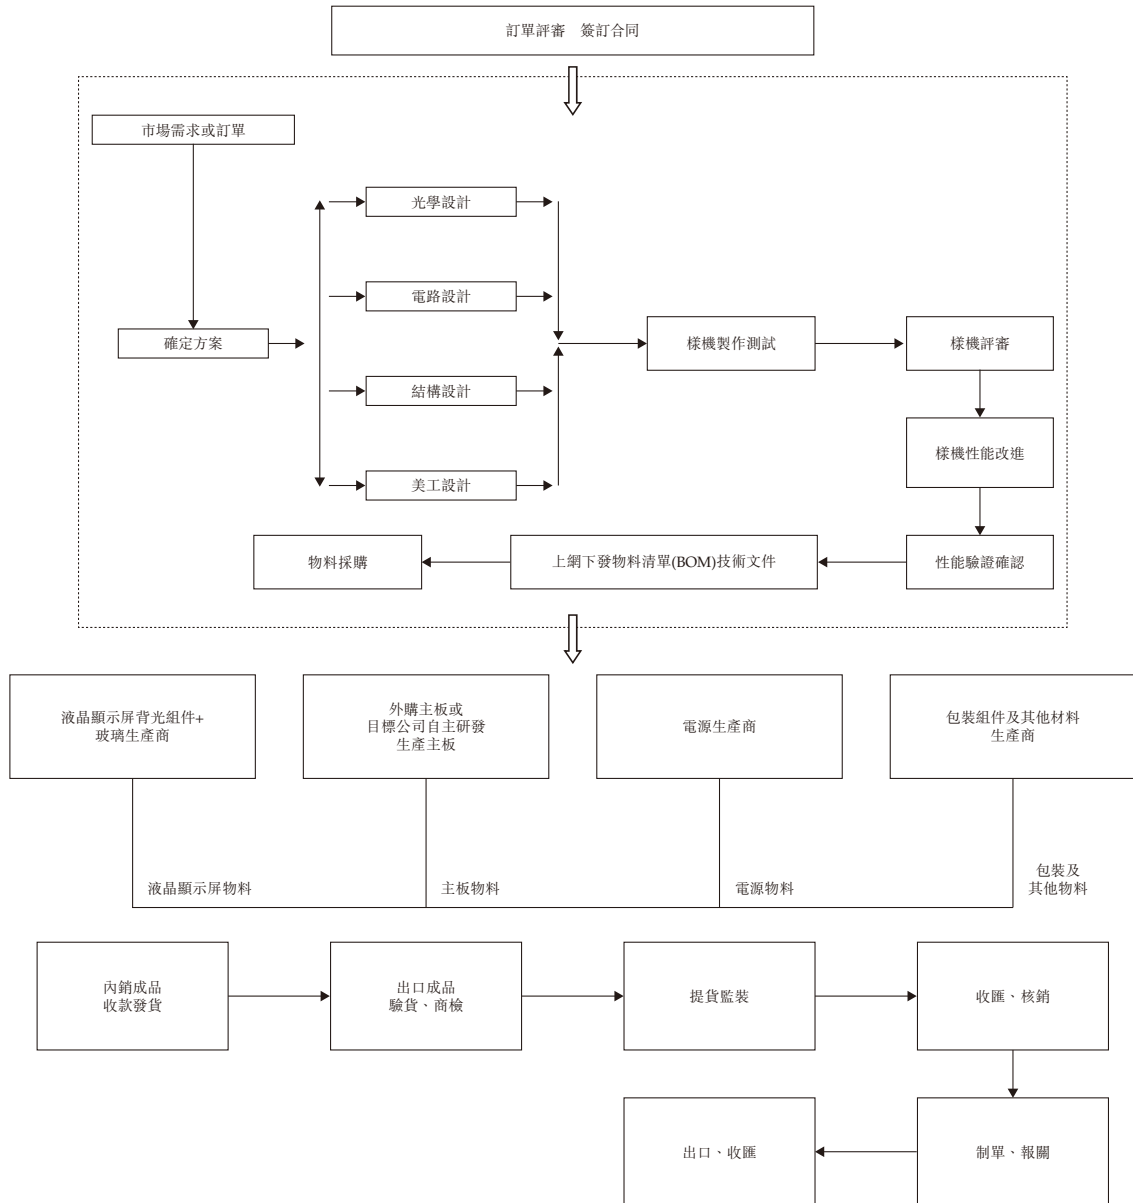 訂單評審　簽訂合同
市場需求或訂單
光學設計
電路設計
確定方案
樣機製作測試
樣機評審
結構設計
樣機性能改進
美工設計
物料採購
上網下發物料清單(BOM)技術文件
性能驗證確認
液晶顯示屏背光組件+
玻璃生產商
外購主板或
目標公司自主研發
生產主板
電源生產商
包裝組件及其他材料
生產商
液晶顯示屏物料
主板物料
電源物料
包裝及
其他物料
內銷成品
收款發貨
出口成品
驗貨、商檢
提貨監裝
收匯、核銷
出口、收匯
制單、報關